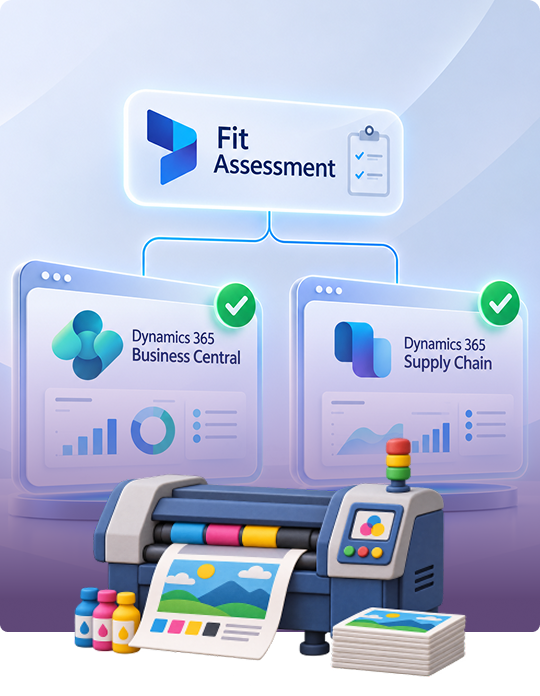 Fit
Assessment
Dynamics 365
Business Central
Dynamics 365
Supply Chain